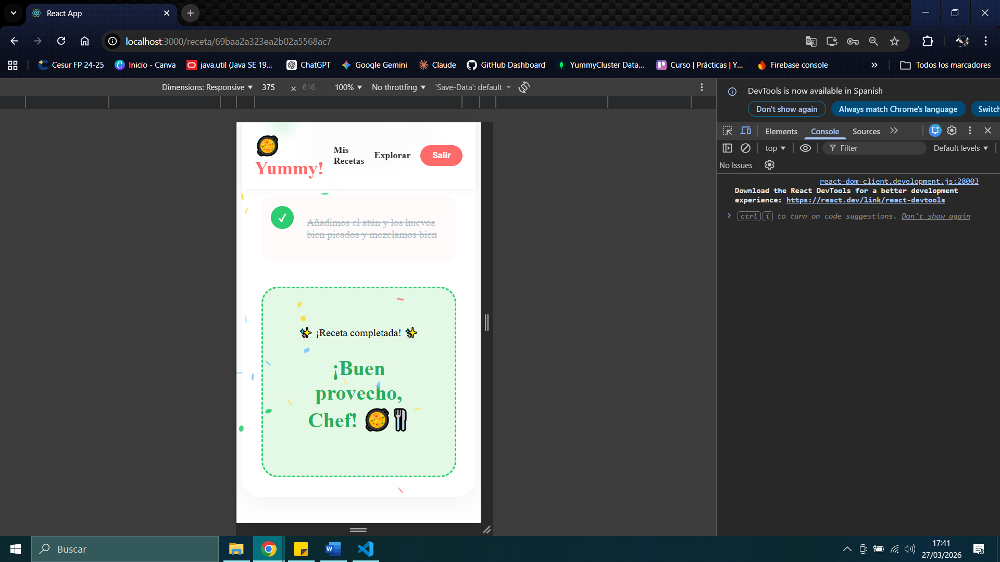 React App
localhost:3000/receta/69baa2a323ea2b02a5568ac7
Cesur FP 24-25
Inicio - Canva
java.util (Java SE 19...
ChatGPT
Google Gemini
Claude
GitHub Dashboard
YummyCluster Data...
Curso | Prácticas | Y...
Firebase console
Todos los marcadores
Dimensions: Responsive
375
x
616
100%
No throttling
'Save-Data': default
DevTools is now available in Spanish
Don't show again
Always match Chrome's language
Switch
Elements
Console
Sources
top
Filter
Default levels
No Issues
react-dom-client.development.js:28003
Download the React DevTools for a better development
experience: https://react.dev/link/react-devtools
ctrl i to turn on code suggestions. Don't show again
Yummy!
Mis
Recetas
Explorar
Salir
Añadimos el atún y los huevos
bien picados y mezclamos bien
✨ ¡Receta completada! ✨
¡Buen
provecho,
Chef! 🥘🍴
Buscar
17:41
27/03/2026